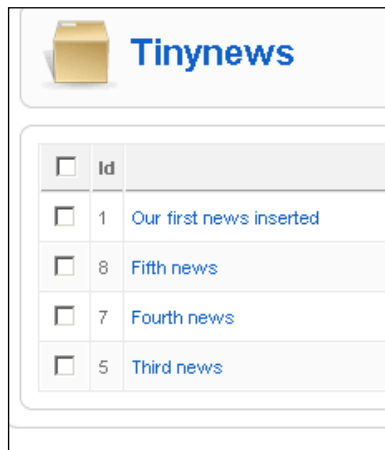 Tinynews
Id
1 Our first news inserted
8 Fifth news
7 Fourth news
5 Third news